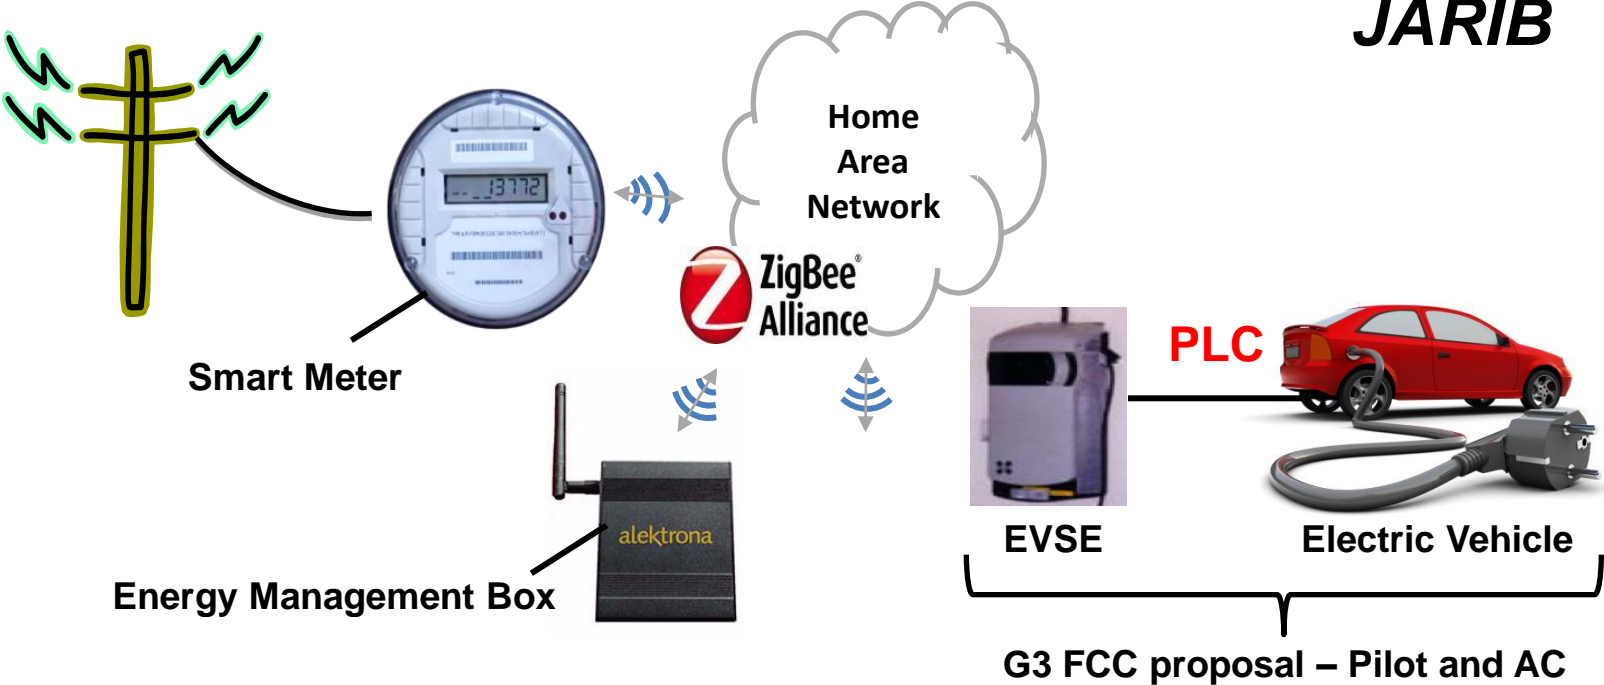 JARIB
Home
Area
Network
13772
ZigBee®
Alliance
PLC
Smart Meter
alektrona
EVSE
Electric Vehicle
Energy Management Box
G3 FCC proposal – Pilot and AC